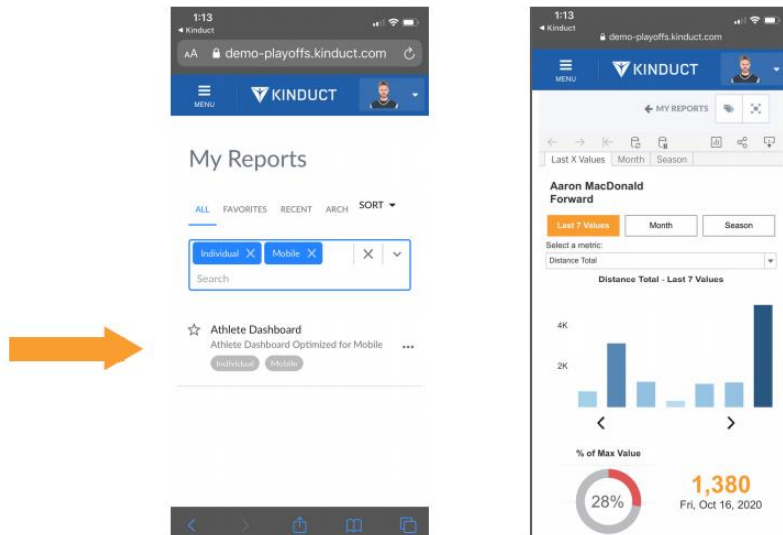 1:13
◄ Kinduct
AA demo-playoffs.kinduct.com
MENU
KINDUCT
My Reports
ALL FAVORITES RECENT ARCH SORT
Individual X Mobile X
Search
Athlete Dashboard
Athlete Dashboard Optimized for Mobile
Individual Mobile
1:13
◄ Kinduct
demo-playoffs.kinduct.com
MENU
KINDUCT
MY REPORTS
Last X Values Month Season
Aaron MacDonald
Forward
Last 7 Values Month Season
Select a metric:
Distance Total
Distance Total - Last 7 Values
4K
2K
% of Max Value
28%
1,380
Fri, Oct 16, 2020